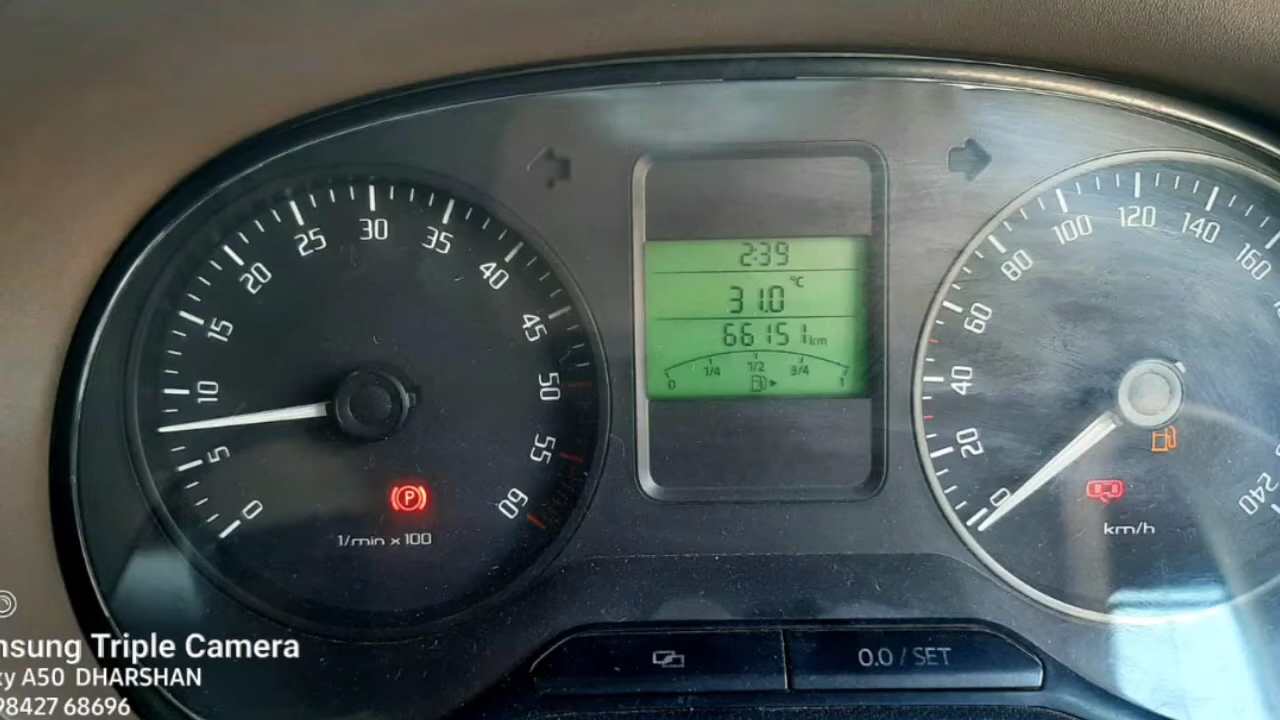 0
5
10
15
20
25
30
35
40
45
50
55
60
P
1/min x 100
2:39
31.0 °C
66151 km
0 1/4 1/2 3/4 1
0
20
40
60
80
100
120
140
160
240
km/h
0.0 / SET
msung Triple Camera
xy A50 DHARSHAN
98427 68696